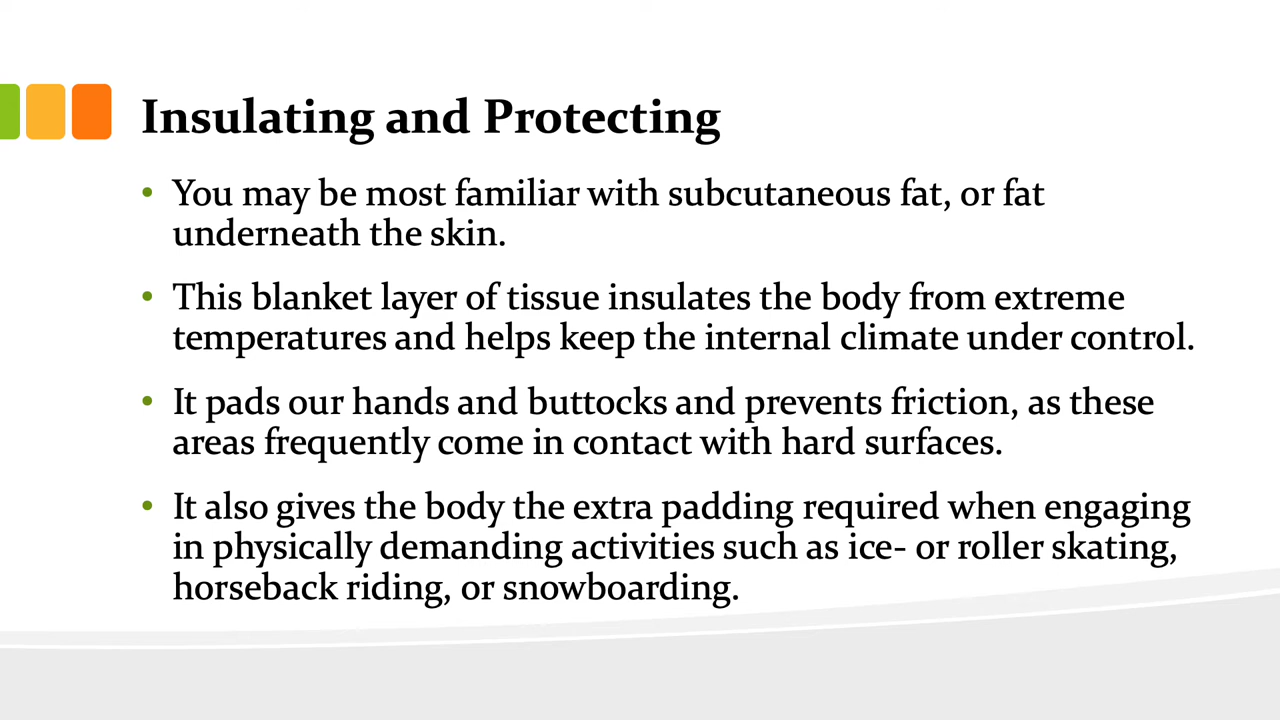 Insulating and Protecting
• You may be most familiar with subcutaneous fat, or fat
underneath the skin.
• This blanket layer of tissue insulates the body from extreme
temperatures and helps keep the internal climate under control.
• It pads our hands and buttocks and prevents friction, as these
areas frequently come in contact with hard surfaces.
• It also gives the body the extra padding required when engaging
in physically demanding activities such as ice- or roller skating,
horseback riding, or snowboarding.